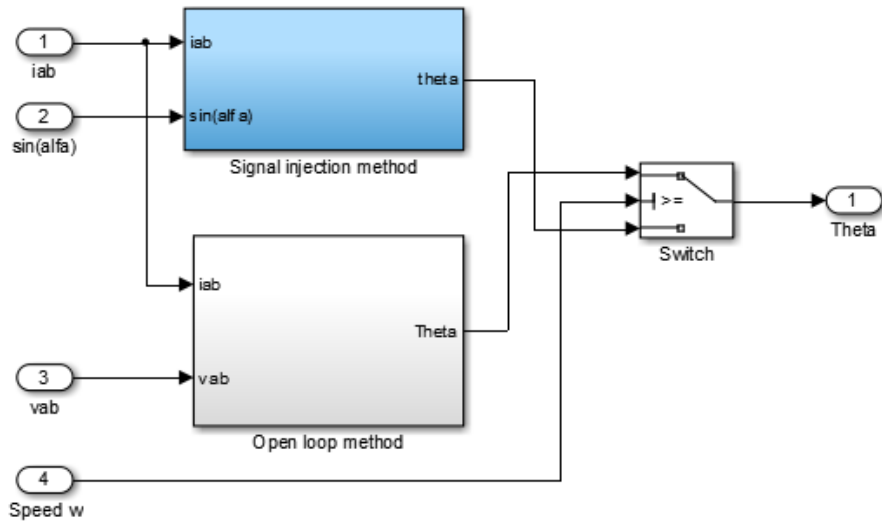 1
iab
2
sin(alfa)
iab
sin(alfa)
theta
Signal injection method
iab
vab
Theta
Open loop method
3
vab
4
Speed w
>=
Switch
1
Theta